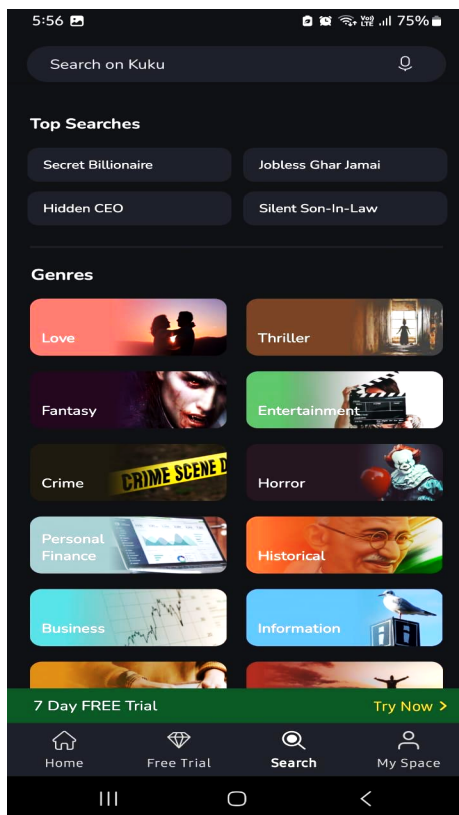 5:56
Vo))
LTE
75%
Search on Kuku
Top Searches
Secret Billionaire
Jobless Ghar Jamai
Hidden CEO
Silent Son-In-Law
Genres
Love
Thriller
Fantasy
Entertainment
Crime
CRIME SCENE D
Horror
Personal
Finance
Historical
Business
Information
7 Day FREE Trial
Try Now >
Home
Free Trial
Search
My Space